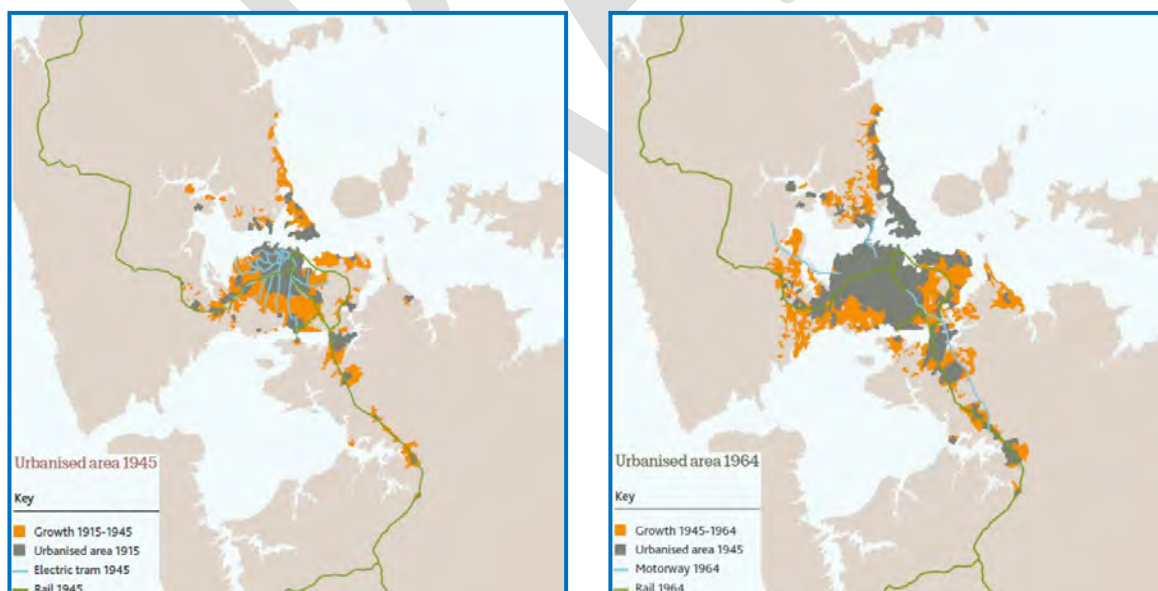 Urbanised area 1945
Key
Growth 1915-1945
Urbanised area 1915
Electric tram 1945
Rail 1945
Urbanised area 1964
Key
Growth 1945-1964
Urbanised area 1945
Motorway 1964
Rail 1964